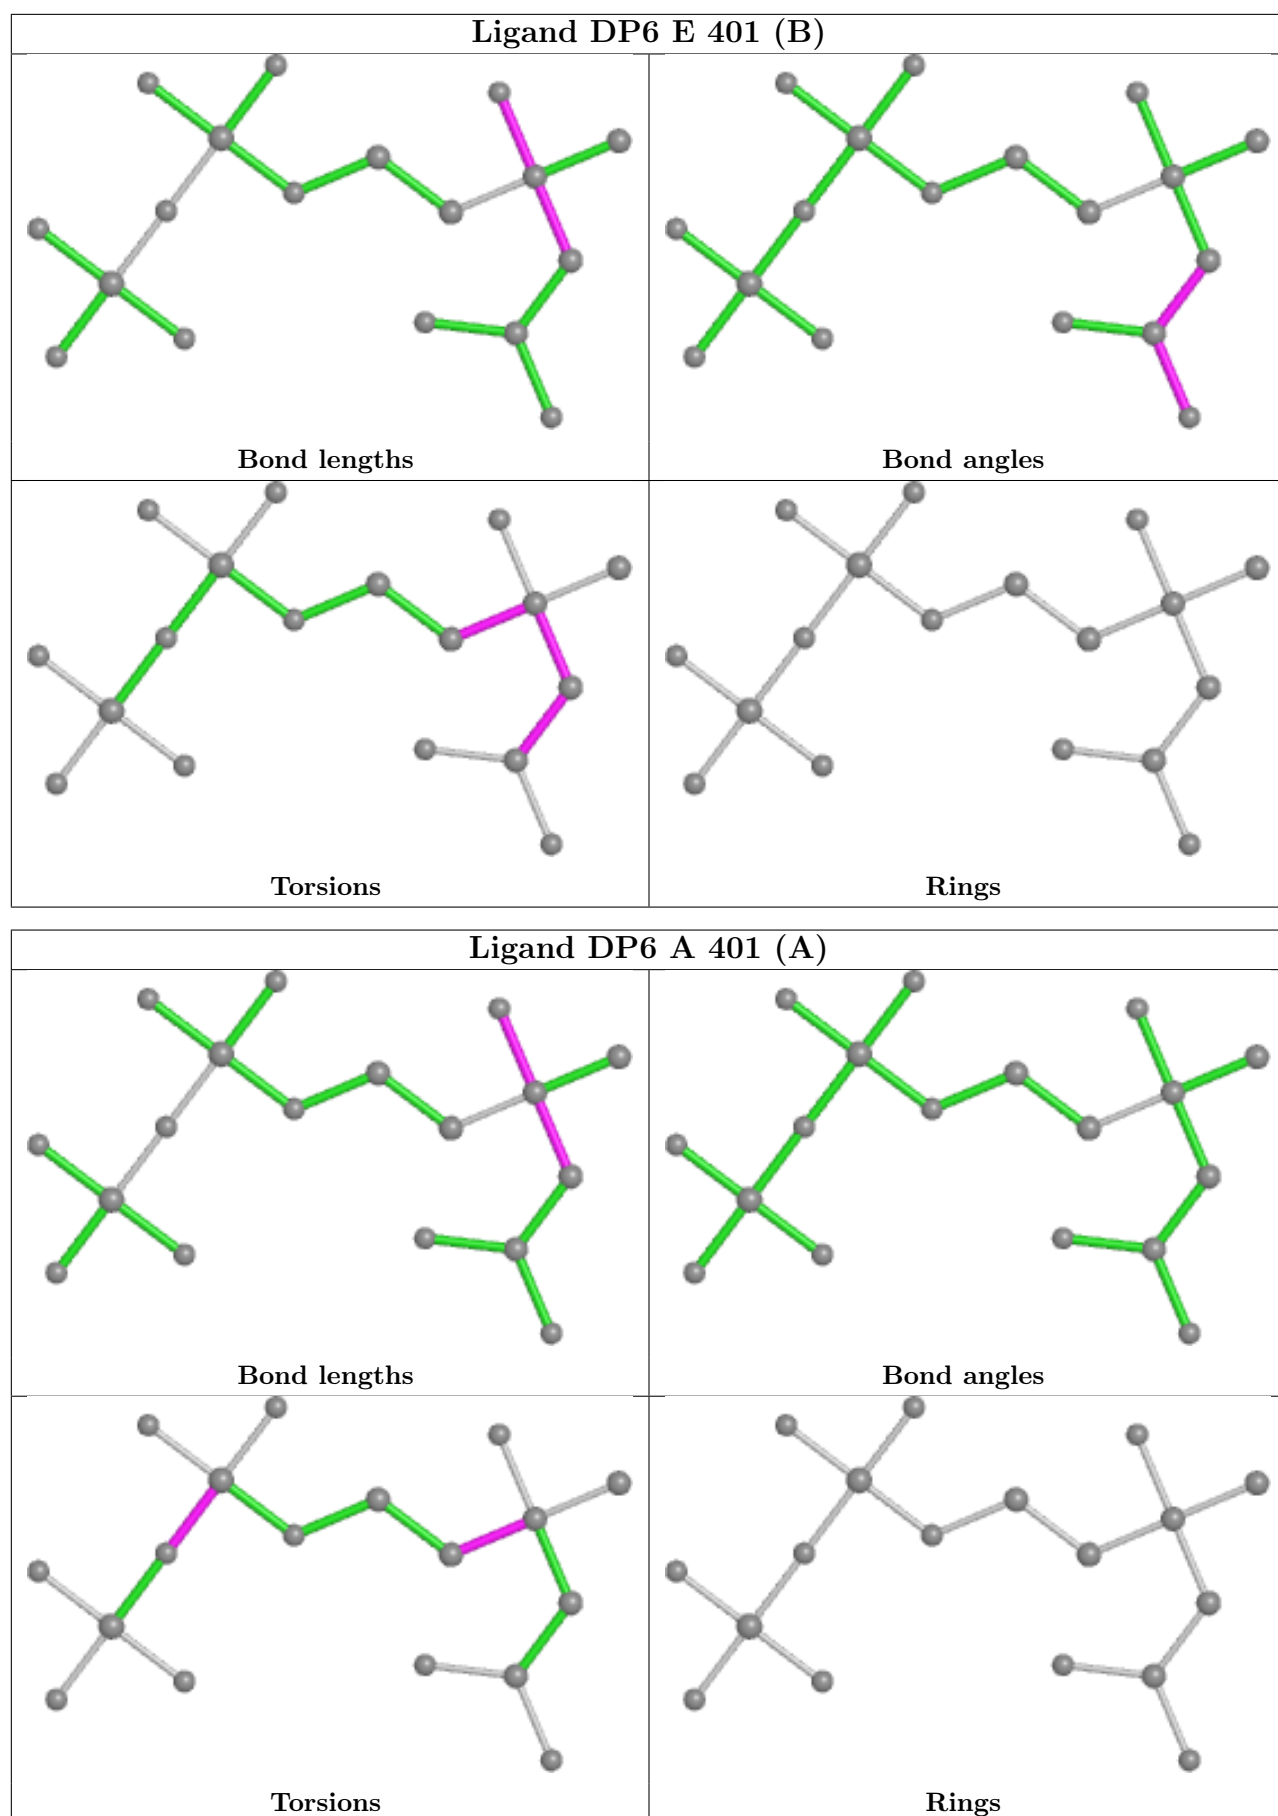 Ligand DP6 E 401 (B)
Bond lengths
Bond angles
Torsions
Rings
Ligand DP6 A 401 (A)
Bond lengths
Bond angles
Torsions
Rings